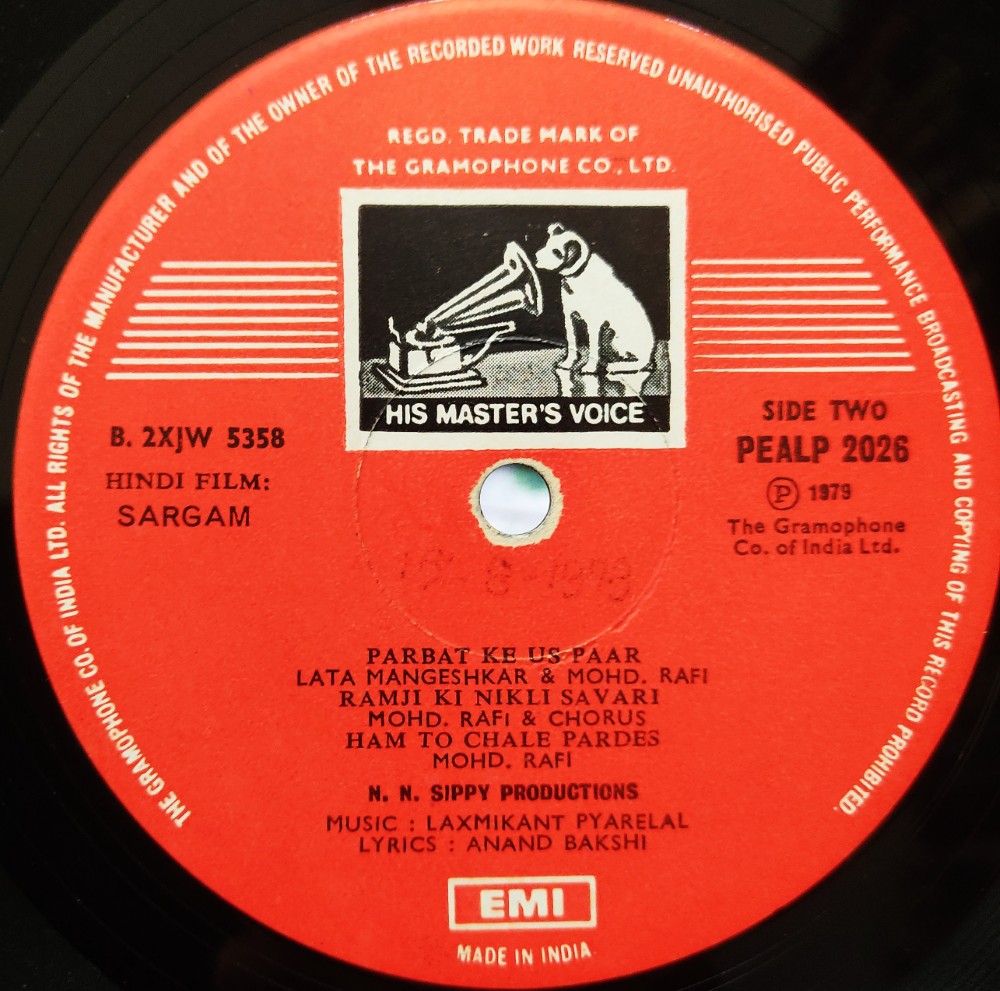 THE GRAMOPHONE CO. OF INDIA LTD. ALL RIGHTS OF THE MANUFACTURER AND OF THE OWNER OF THE RECORDED WORK RESERVED UNAUTHORISED PUBLIC PERFORMANCE BROADCASTING AND COPYING OF THIS RECORD PROHIBITED.
REGD. TRADE MARK OF
THE GRAMOPHONE CO., LTD.
HIS MASTER'S VOICE
B. 2XJW 5358
HINDI FILM:
SARGAM
SIDE TWO
PEALP 2026
Ⓟ 1979
The Gramophone
Co. of India Ltd.
PARBAT KE US PAAR
LATA MANGESHKAR & MOHD. RAFI
RAMJI KI NIKLI SAVARI
MOHD. RAFI & CHORUS
HAM TO CHALE PARDES
MOHD. RAFI
N. N. SIPPY PRODUCTIONS
MUSIC : LAXMIKANT PYARELAL
LYRICS : ANAND BAKSHI
EMI
MADE IN INDIA